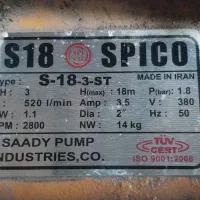 S18 SPICO
ype: S-18-3-ST MADE IN IRAN
H: 3 H(max): 18m P(bar): 1.8
: 520 l/min Amp: 3.5 V: 380
W: 1.1 Dia: 2" Hz: 50
PM: 2800 NW: 14 kg
SAADY PUMP
NDUSTRIES,CO.
TÜV
CERT
ISO 9001:2008